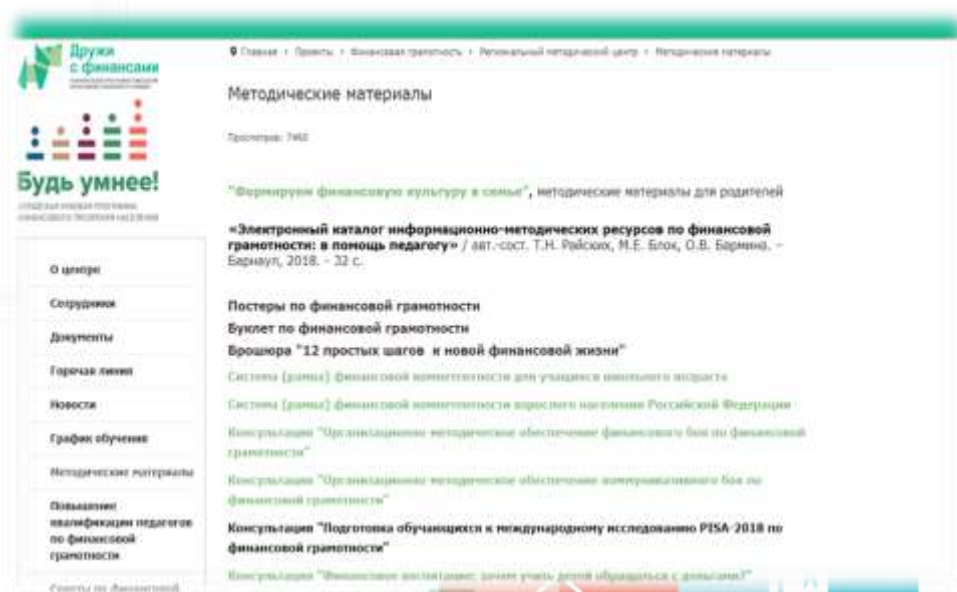 Дружи
с финансами
Будь умнее!
Главная › Проекты › Финансовая грамотность › Региональный методический центр › Методические материалы
Методические материалы
Просмотров: 7460
"Формируем финансовую культуру в семье", методические материалы для родителей
«Электронный каталог информационно-методических ресурсов по финансовой
грамотности: в помощь педагогу» / авт.-сост. Т.Н. Райских, М.Е. Блок, О.В. Бармина. –
Барнаул, 2018. - 32 с.
Постеры по финансовой грамотности
Буклет по финансовой грамотности
Брошюра "12 простых шагов к новой финансовой жизни"
Система (рамка) финансовой компетентности для учащихся школьного возраста
Система (рамка) финансовой компетентности взрослого населения Российской Федерации
Консультация "Организационно методическое обеспечение финансового боя по финансовой
грамотности"
Консультация "Организационно методическое обеспечение коммуникативного боя по
финансовой грамотности"
Консультация "Подготовка обучающихся к международному исследованию PISA-2018 по
финансовой грамотности"
Консультация "Финансовое воспитание: зачем учить детей обращаться с деньгами?"
О центре
Сотрудники
Документы
Горячая линия
Новости
График обучения
Методические материалы
Повышение
квалификации педагогов
по финансовой
грамотности
Советы по финансовой